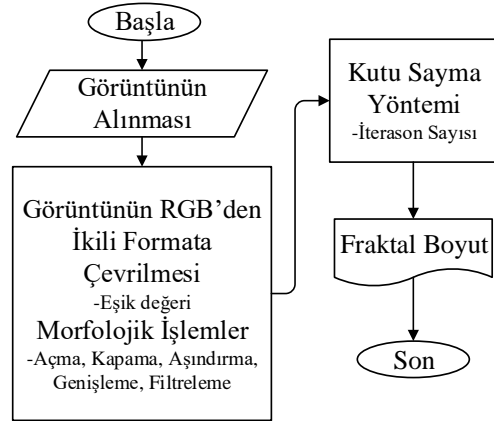 Başla
Görüntünün
Alınması
Görüntünün RGB’den
İkili Formata
Çevrilmesi
-Eşik değeri
Morfolojik İşlemler
-Açma, Kapama, Aşındırma,
Genişleme, Filtreleme
Kutu Sayma
Yöntemi
-İterason Sayısı
Fraktal Boyut
Son